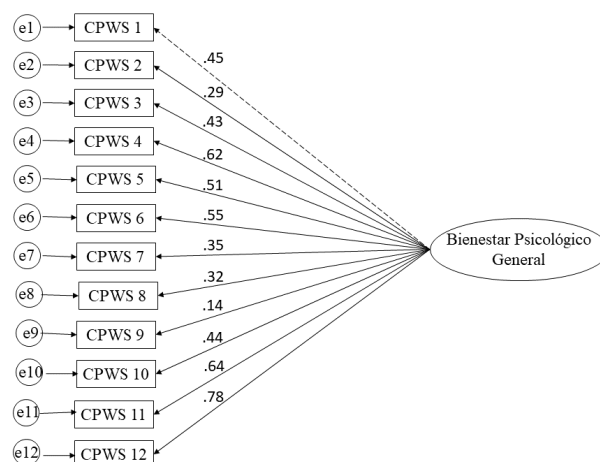 e1 CPWS 1
.45
e2 CPWS 2
.29
e3 CPWS 3
.43
e4 CPWS 4
.62
e5 CPWS 5
.51
e6 CPWS 6
.55
e7 CPWS 7
.35
e8 CPWS 8
.32
e9 CPWS 9
.14
e10 CPWS 10
.44
e11 CPWS 11
.64
e12 CPWS 12
.78
Bienestar Psicológico
General